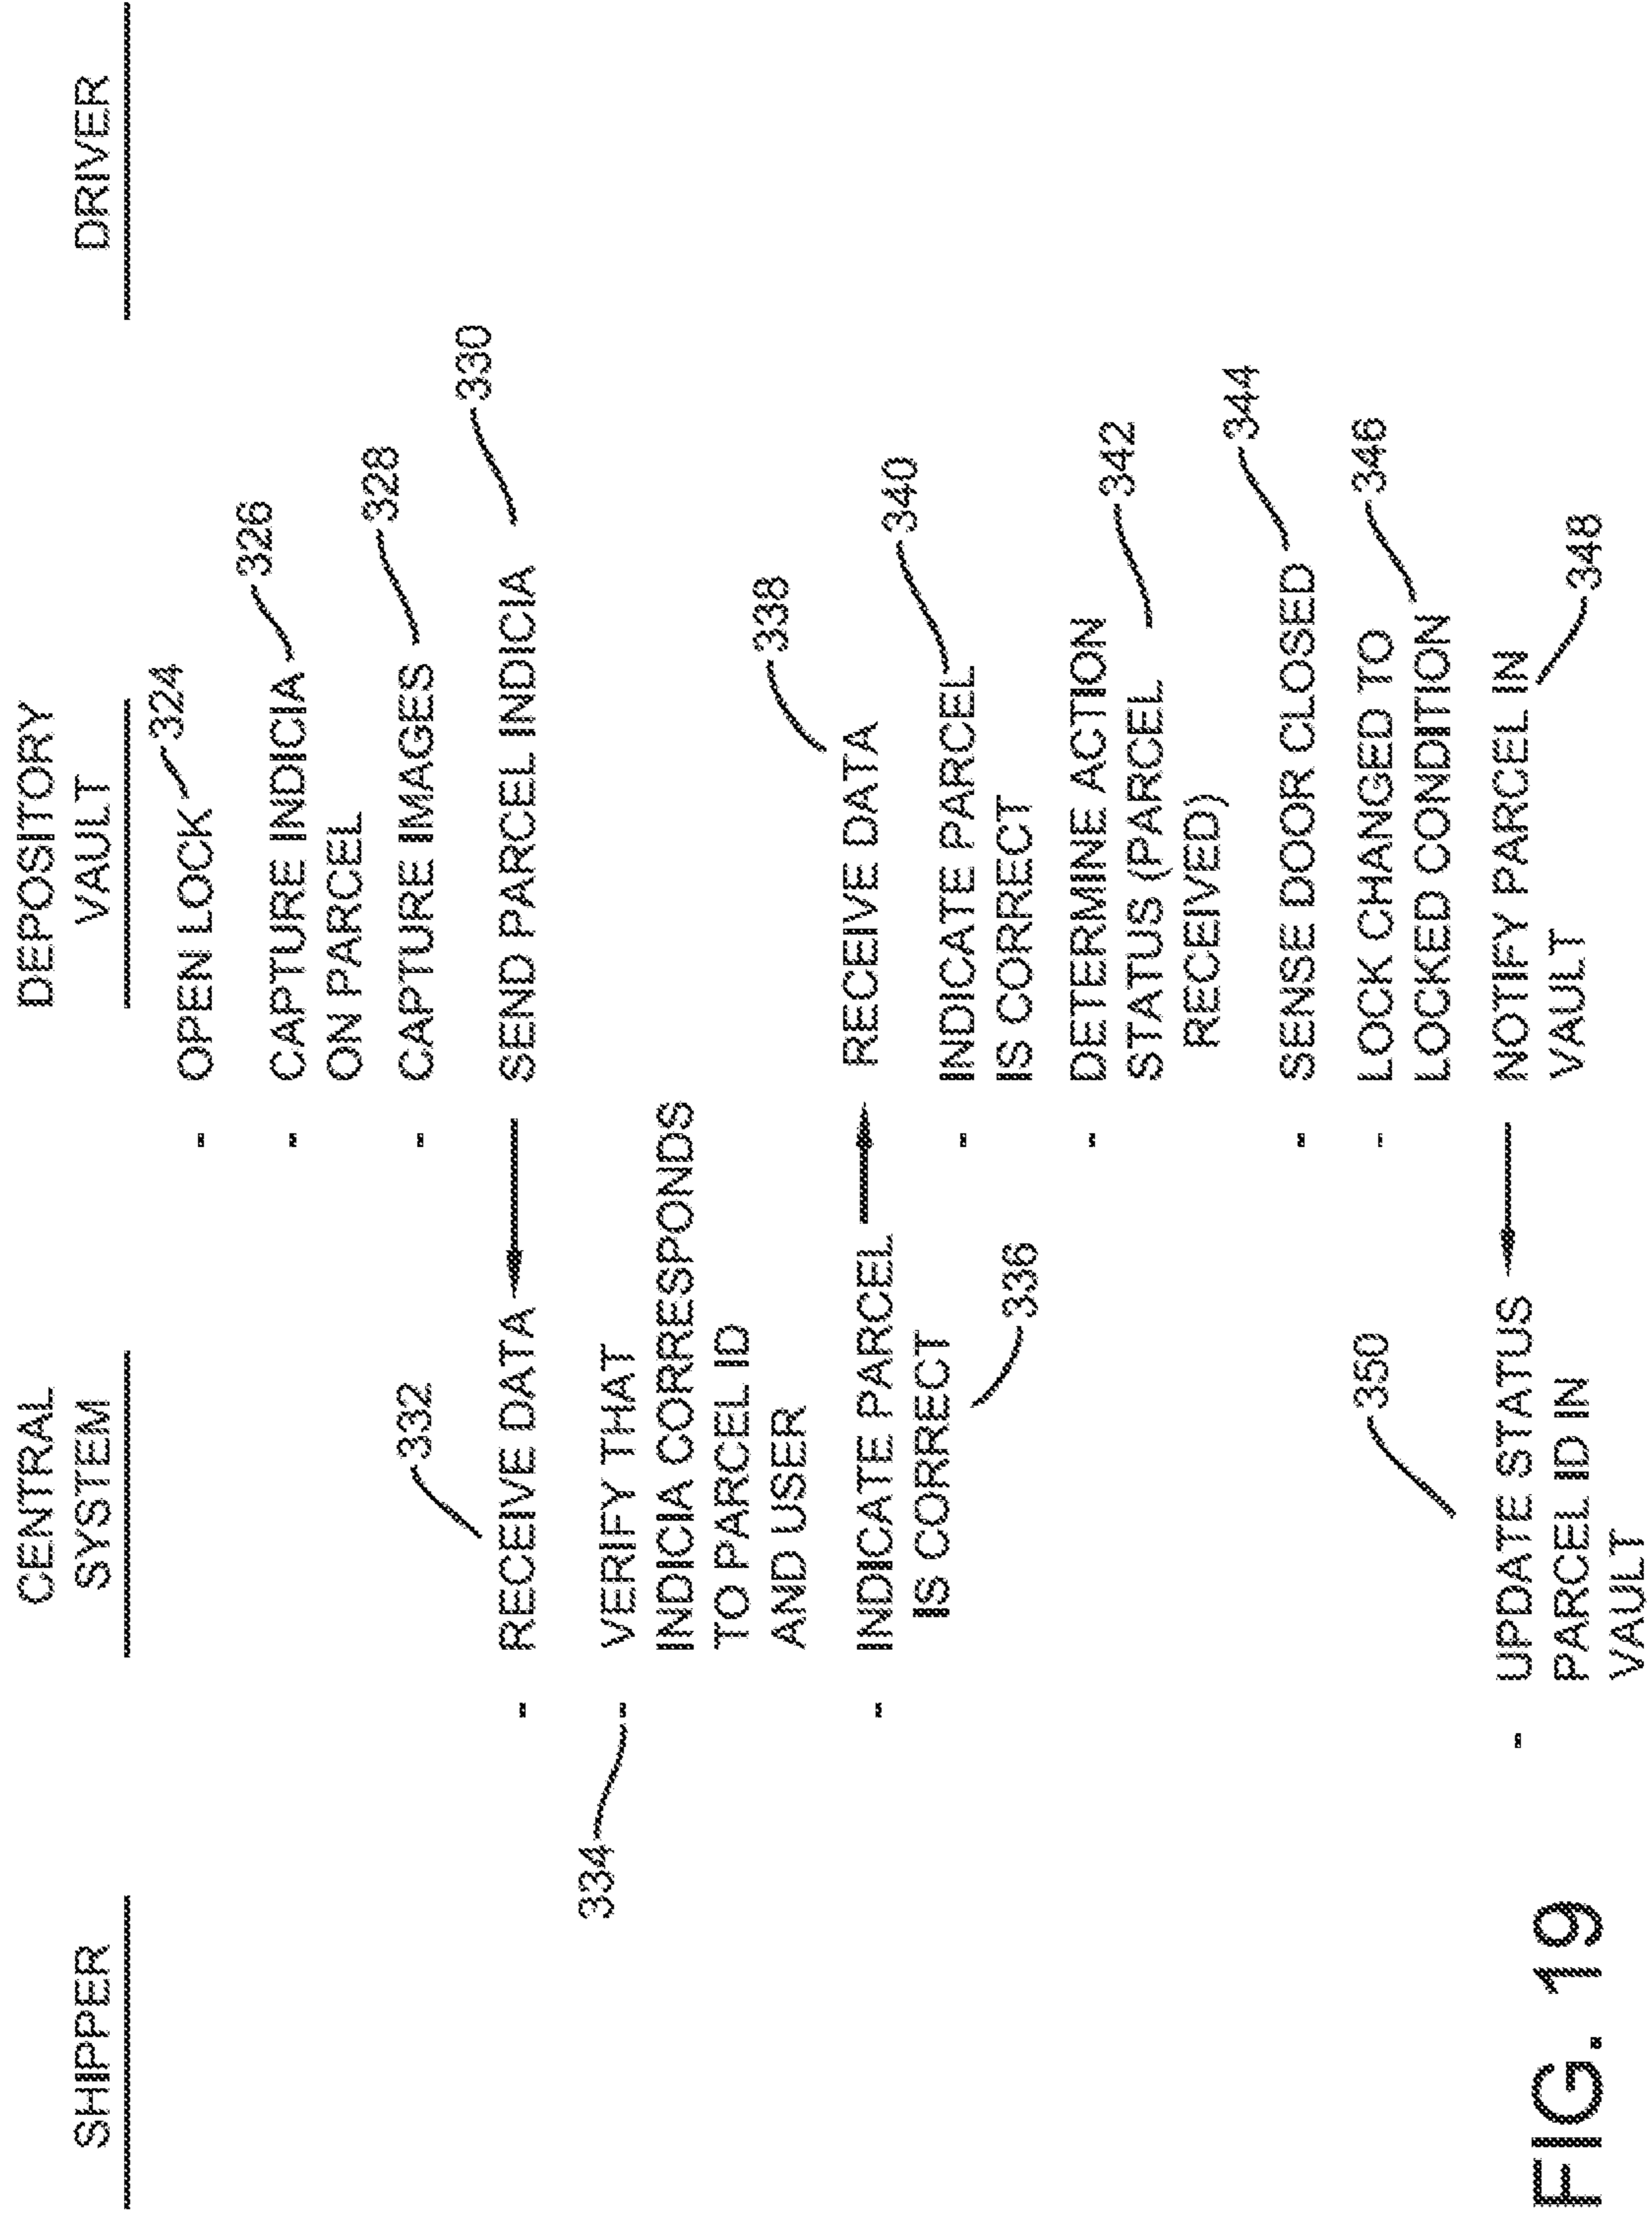 SHIPPER
CENTRAL
SYSTEM
DEPOSITORY
VAULT
DRIVER
- OPEN LOCK 324
- CAPTURE INDICIA 326
ON PARCEL
- CAPTURE IMAGES 328
SEND PARCEL INDICIA 330
332
- RECEIVE DATA
334
- VERIFY THAT
INDICIA CORRESPONDS
TO PARCEL ID
AND USER
- INDICATE PARCEL
IS CORRECT
336
RECEIVE DATA 338
- INDICATE PARCEL 340
IS CORRECT
- DETERMINE ACTION
STATUS (PARCEL 342
RECEIVED)
- SENSE DOOR CLOSED 344
- LOCK CHANGED TO
LOCKED CONDITION 346
NOTIFY PARCEL IN
VAULT
348
350
- UPDATE STATUS
PARCEL ID IN
VAULT
FIG. 19